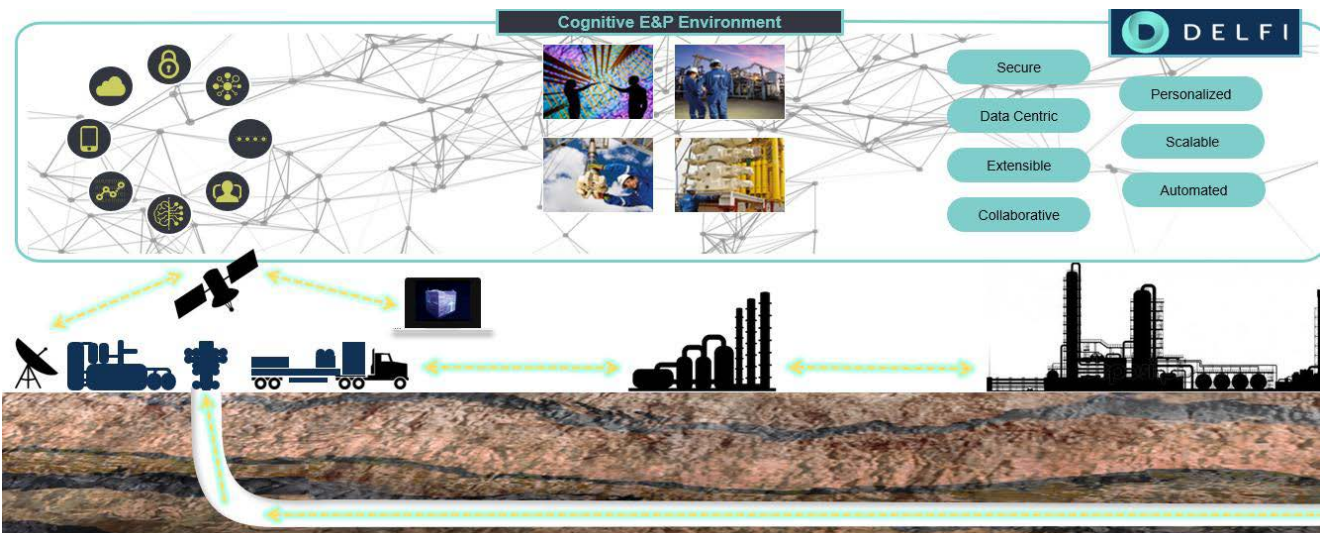 Cognitive E&P Environment
DELFI
Secure
Personalized
Data Centric
Scalable
Extensible
Automated
Collaborative